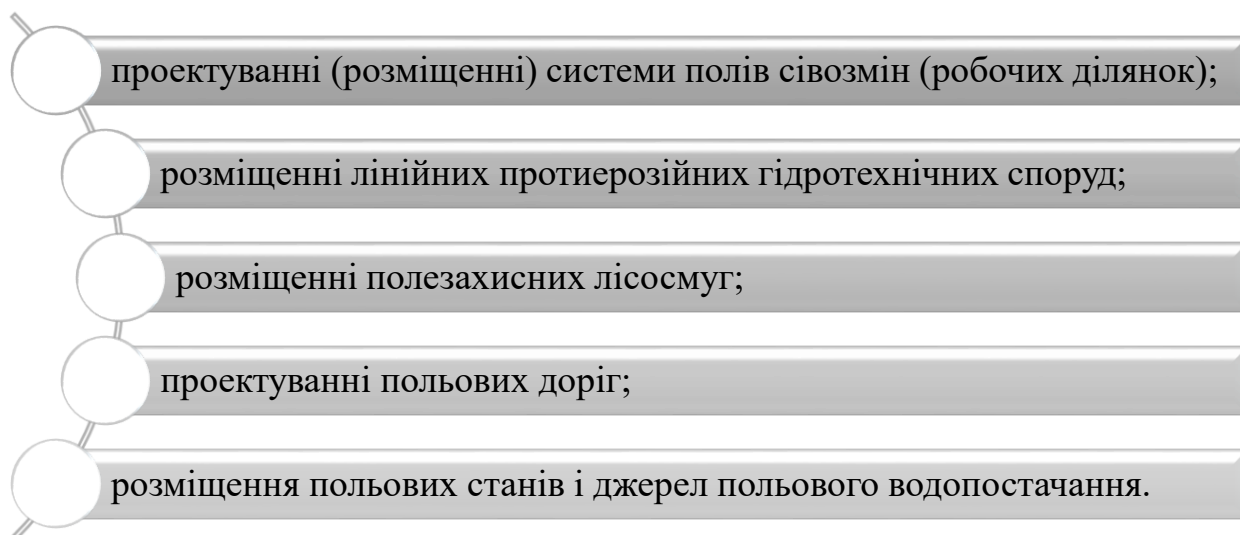 проектуванні (розміщенні) системи полів сівозмін (робочих ділянок);
розміщенні лінійних протиерозійних гідротехнічних споруд;
розміщенні полезахисних лісосмуг;
проектуванні польових доріг;
розміщення польових станів і джерел польового водопостачання.